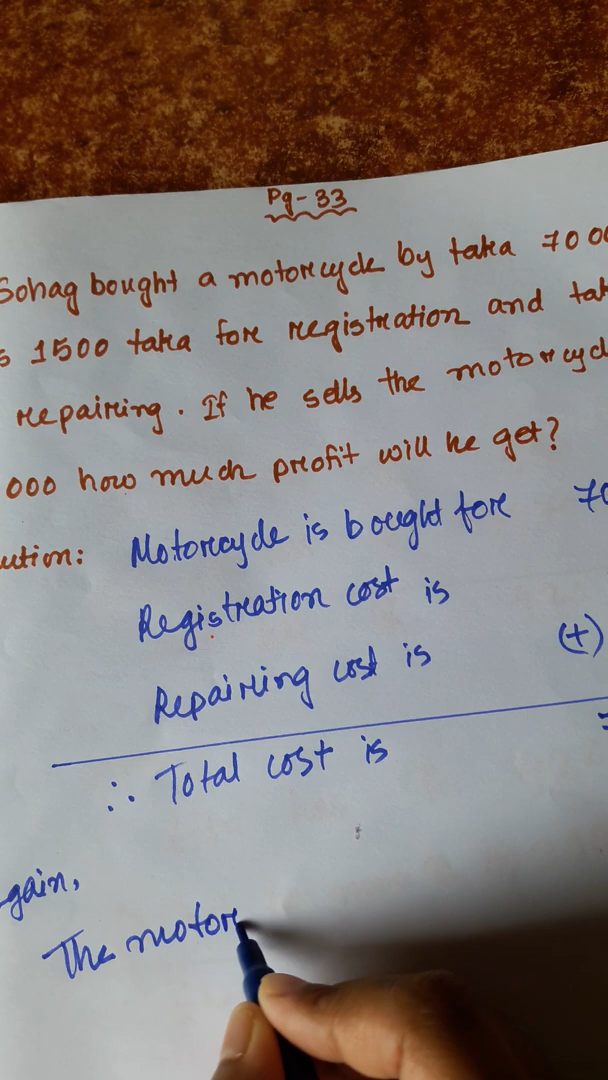 Pg-33
Sohag bought a motorcycle by taka 7000
s 1500 taka for registration and tak
repairing. If he sells the motorcycl
000 how much profit will he get?
ution: Motorcycle is bought for 70
Registration cost is
Repairing cost is (+)
∴ Total cost is
gain,
The motor